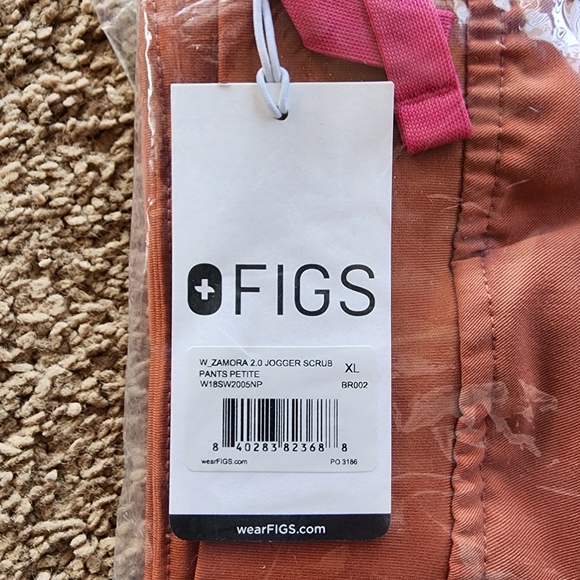 FIGS
W_ZAMORA 2.0 JOGGER SCRUB XL
PANTS PETITE
W18SW2005NP BR002
8 40283 82368 8
wearFIGS.com PO 3186
wearFIGS.com